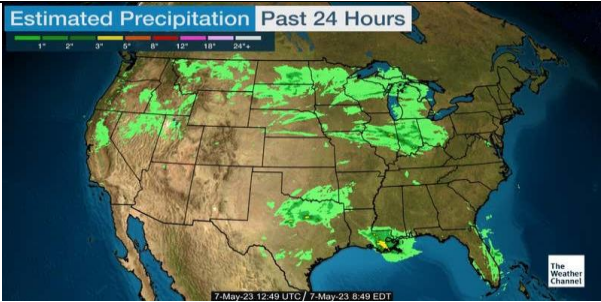 Estimated Precipitation Past 24 Hours
1" 2" 3" 5" 8" 12" 18" 24"+
7-May-23 12:49 UTC / 7-May-23 8:49 EDT
The
Weather
Channel